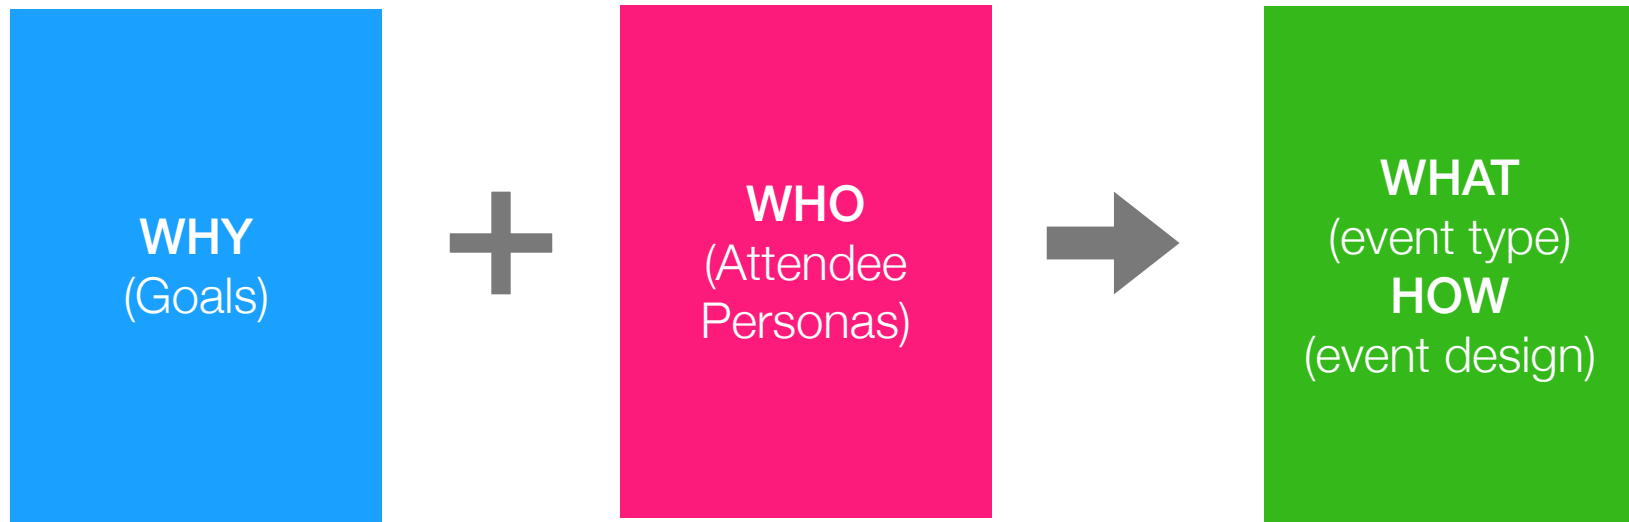 WHY
(Goals)
WHO
(Attendee
Personas)
WHAT
(event type)
HOW
(event design)